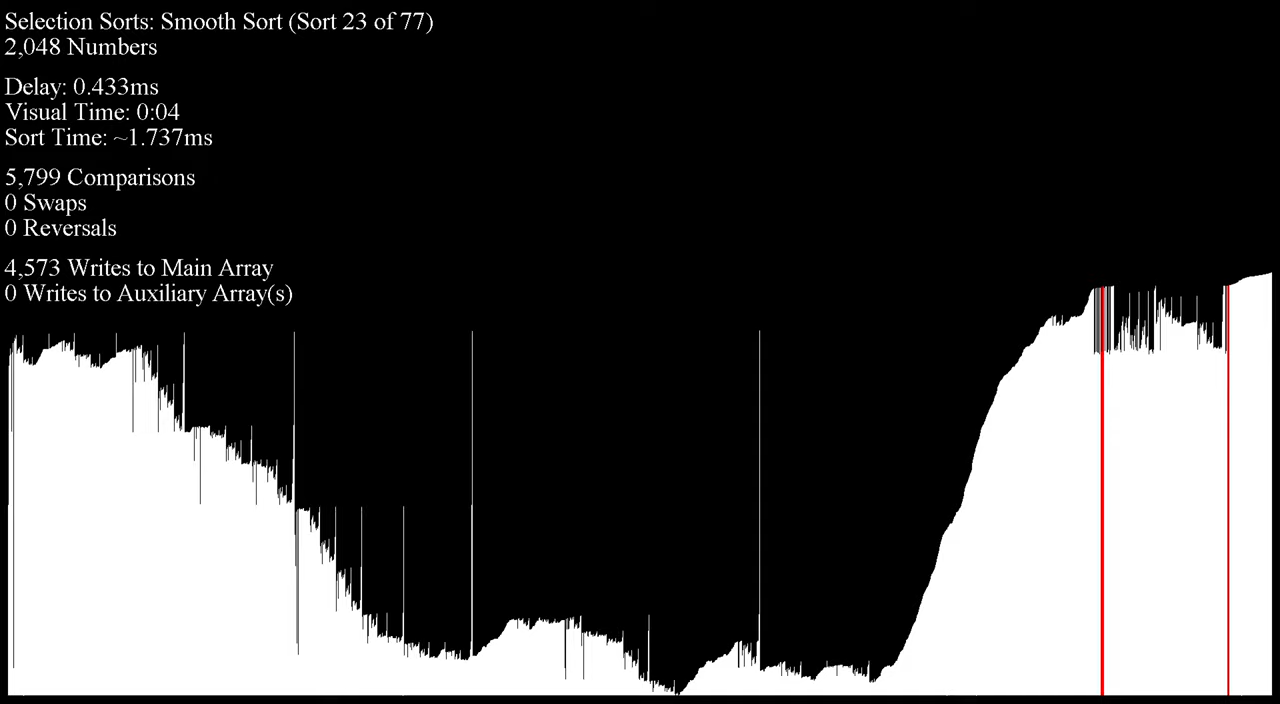 Selection Sorts: Smooth Sort (Sort 23 of 77)
2,048 Numbers
Delay: 0.433ms
Visual Time: 0:04
Sort Time: ~1.737ms
5,799 Comparisons
0 Swaps
0 Reversals
4,573 Writes to Main Array
0 Writes to Auxiliary Array(s)